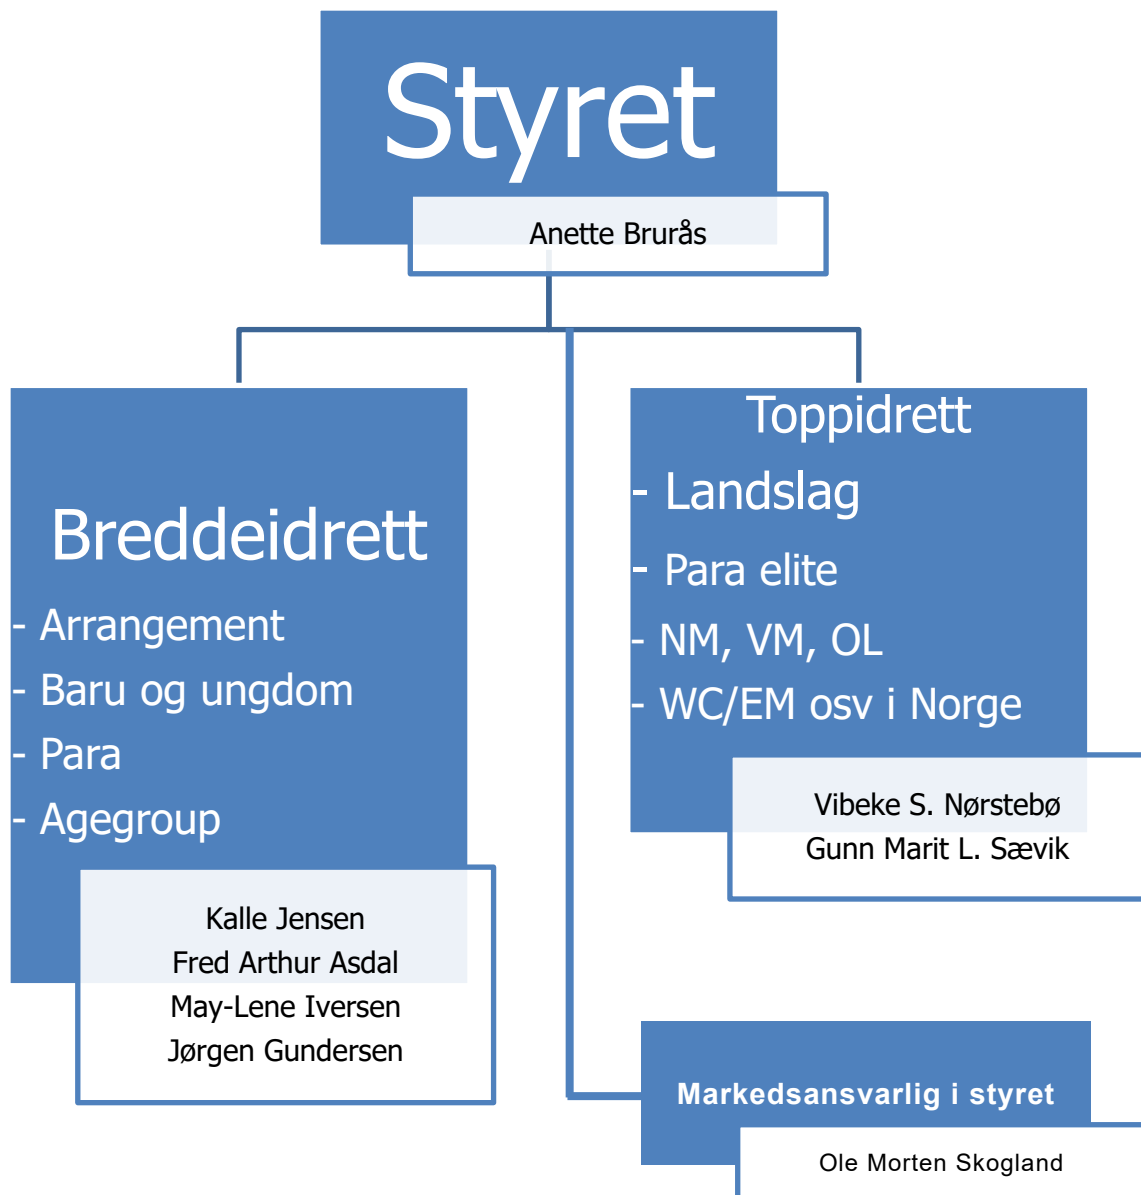 Styret
Anette Brurås
Breddeidrett
- Arrangement
- Baru og ungdom
- Para
- Agegroup
Kalle Jensen
Fred Arthur Asdal
May-Lene Iversen
Jørgen Gundersen
Toppidrett
- Landslag
- Para elite
- NM, VM, OL
- WC/EM osv i Norge
Vibeke S. Nørstebø
Gunn Marit L. Sævik
Markedsansvarlig i styret
Ole Morten Skogland